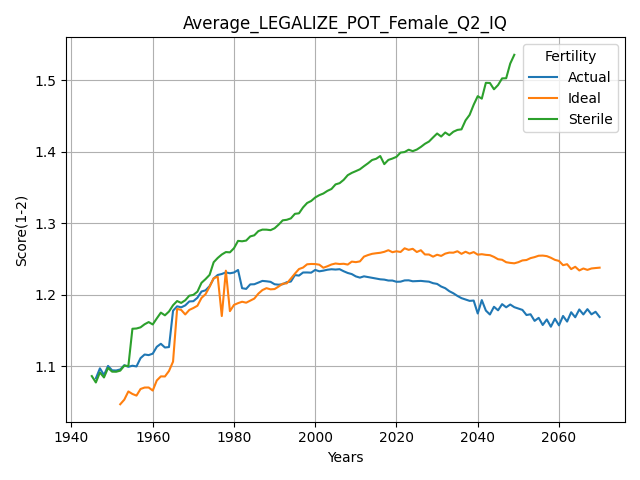 Average_LEGALIZE_POT_Female_Q2_IQ
Fertility
Actual
Ideal
Sterile
Score(1-2)
1.5
1.4
1.3
1.2
1.1
1940 1960 1980 2000 2020 2040 2060
Years